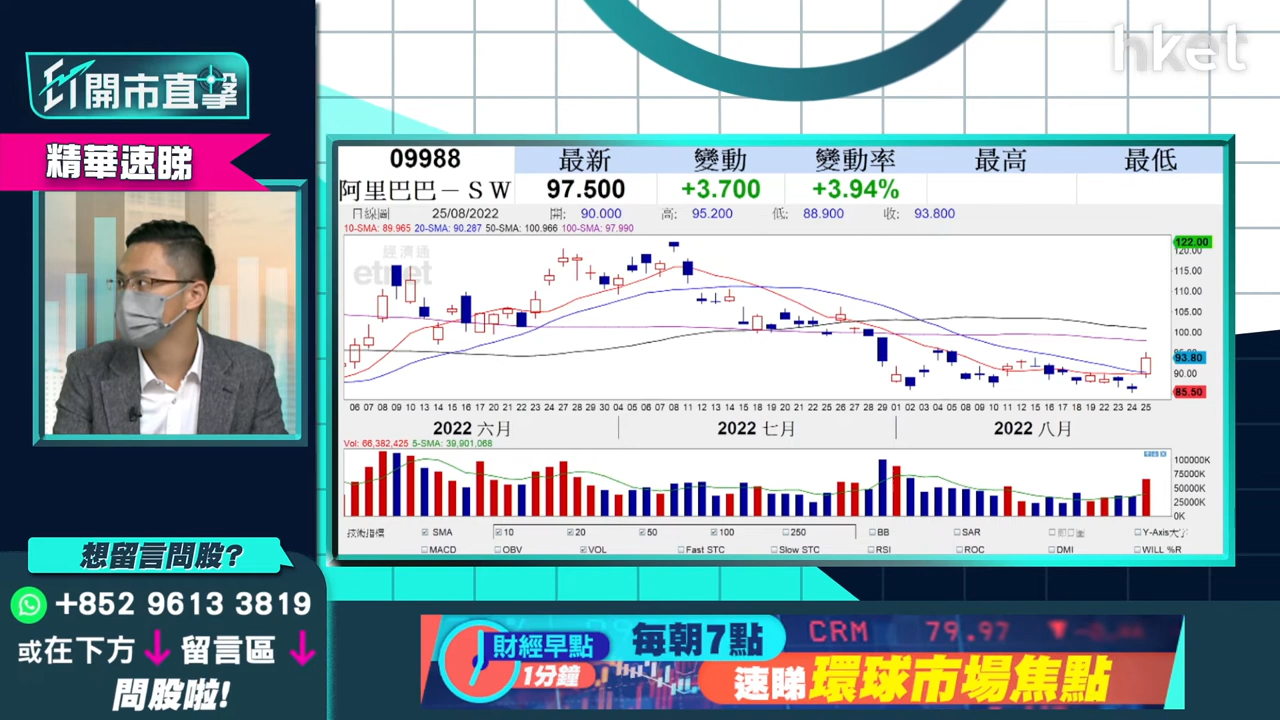 hket
ET開市直擊
精華速睇
09988
最新
變動
變動率
最高
最低
阿里巴巴－ＳＷ
97.500
+3.700
+3.94%
日線圖
25/08/2022
開:
90.000
高:
95.200
低:
88.900
收:
93.800
10-SMA: 89.965 20-SMA: 90.287 50-SMA: 100.966 100-SMA: 97.990
經濟通
etnet
122.00
120.00
115.00
110.00
105.00
100.00
93.80
90.00
85.50
06 07 08 09 10 13 14 15 16 17 20 21 22 23 24 27 28 29 30 04 05 06 07 08 11 12 13 14 15 18 19 20 21 22 25 26 27 28 29 01 02 03 04 05 08 09 10 11 12 15 16 17 18 19 22 23 24 25
2022 六月
2022 七月
2022 八月
Vol: 66,382,425 5-SMA: 39,901,068
100000K
75000K
50000K
25000K
0K
技術指標
SMA
10
20
50
100
250
BB
SAR
Y-Axis大
MACD
OBV
VOL
Fast STC
Slow STC
RSI
ROC
DMI
WILL %R
想留言問股?
+852 9613 3819
或在下方
留言區
問股啦!
財經早點
1分鐘
每朝7點
CRM
79.97
速睇環球市場焦點